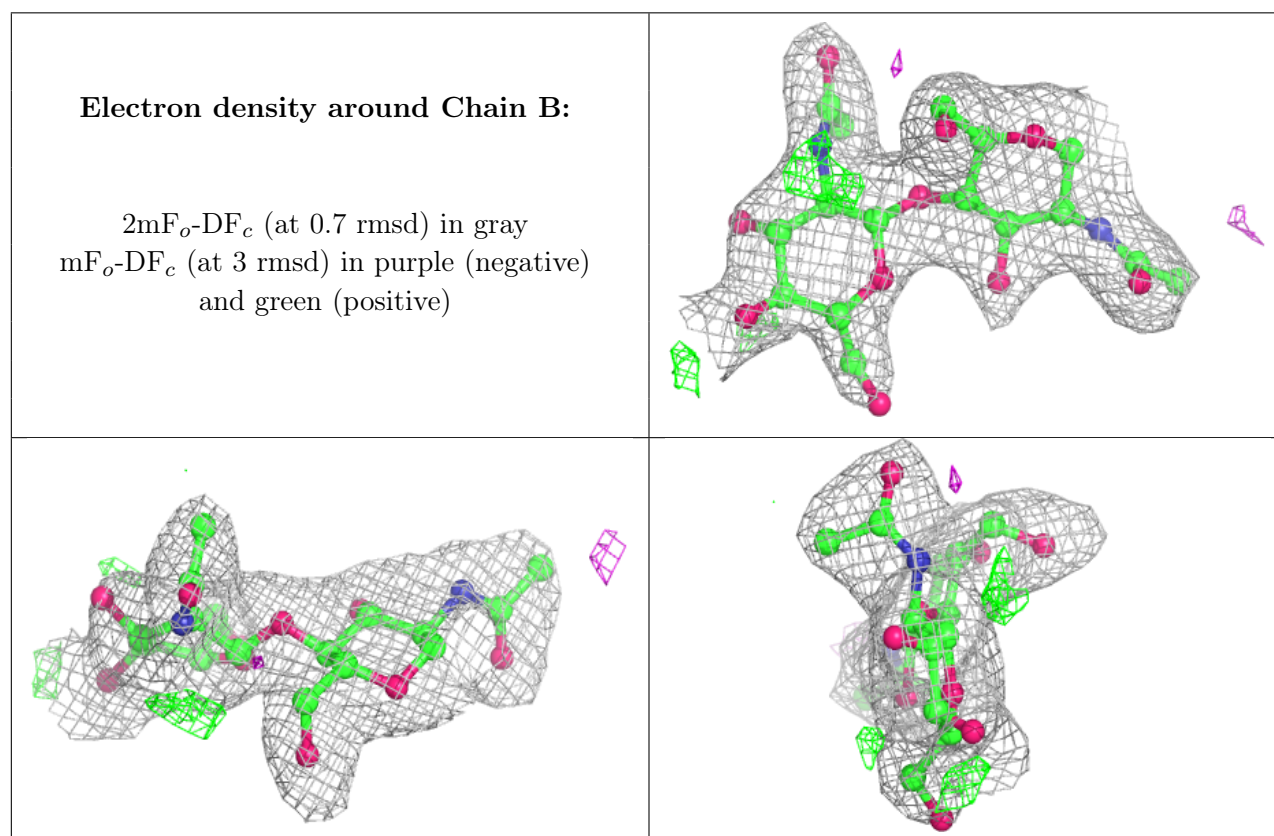 Electron density around Chain B:
2mFo-DFc (at 0.7 rmsd) in gray
mFo-DFc (at 3 rmsd) in purple (negative)
and green (positive)